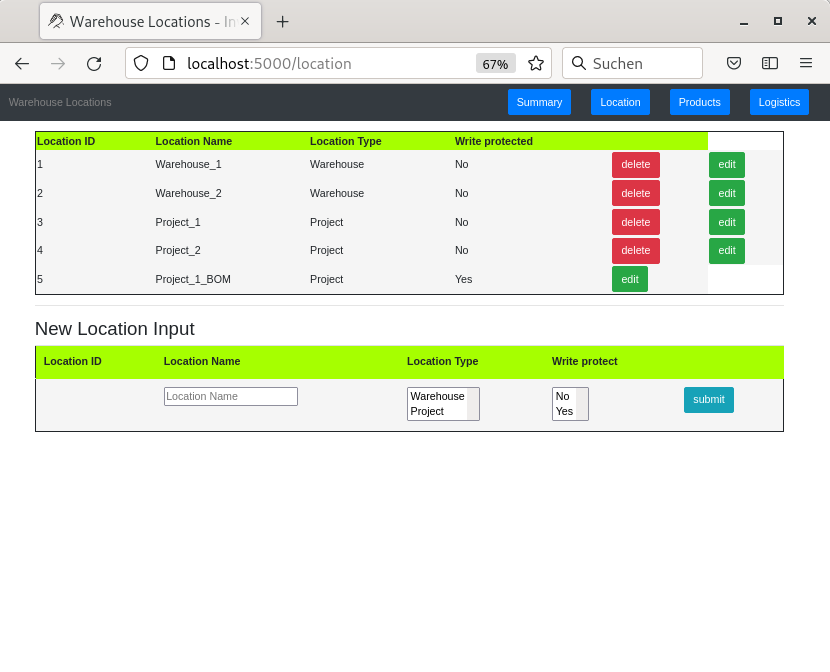 Warehouse Locations - In
localhost:5000/location
67%
Suchen
Warehouse Locations
Summary
Location
Products
Logistics
Location ID Location Name Location Type Write protected
1 Warehouse_1 Warehouse No delete edit
2 Warehouse_2 Warehouse No delete edit
3 Project_1 Project No delete edit
4 Project_2 Project No delete edit
5 Project_1_BOM Project Yes edit
New Location Input
Location ID Location Name Location Type Write protect
Location Name Warehouse No submit
Project Yes